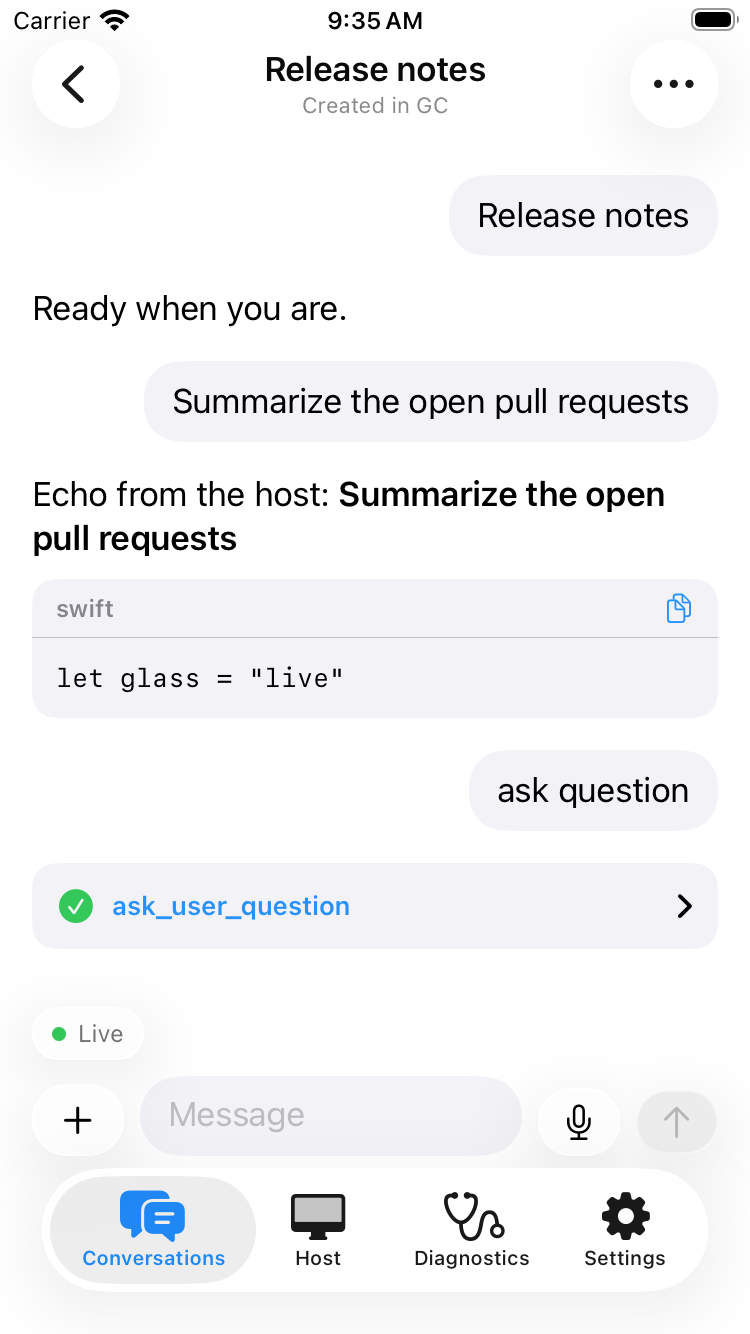 Carrier 9:35 AM
Release notes
Created in GC
Release notes
Ready when you are.
Summarize the open pull requests
Echo from the host: Summarize the open
pull requests
swift
let glass = "live"
ask question
ask_user_question
Live
Message
Conversations Host Diagnostics Settings